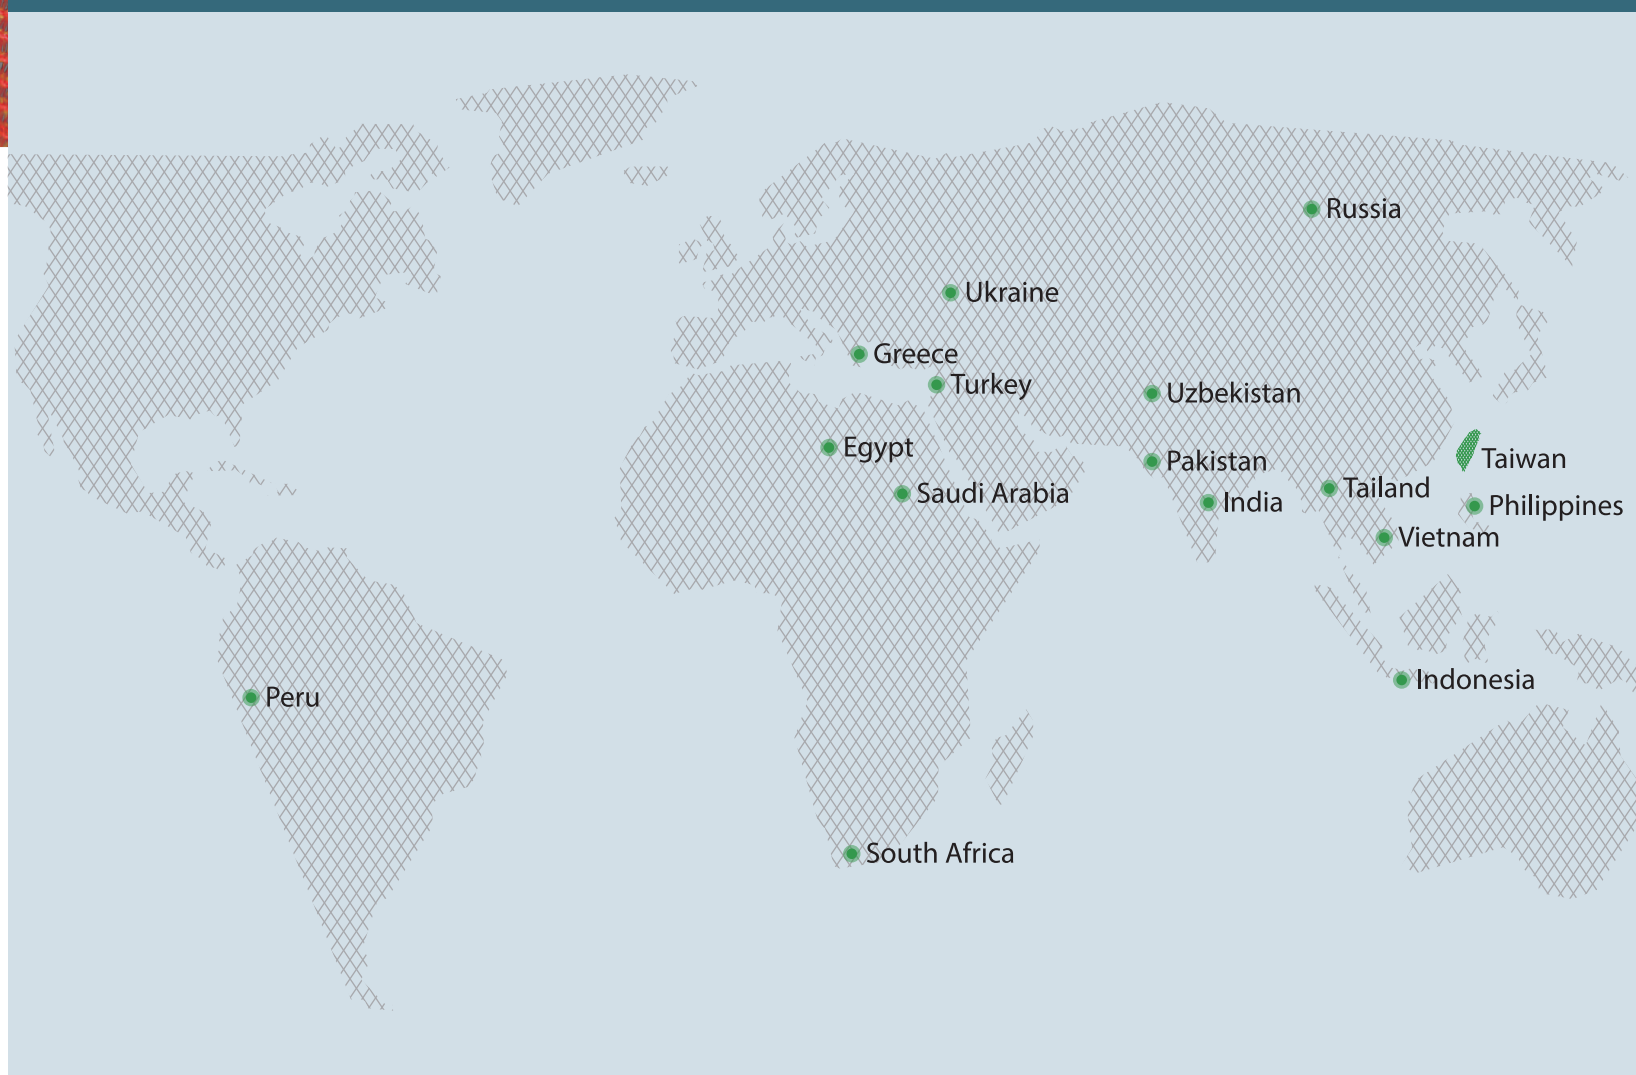 Russia
Ukraine
Greece
Turkey
Uzbekistan
Egypt
Pakistan
Taiwan
Saudi Arabia
India
Tailand
Philippines
Vietnam
Indonesia
Peru
South Africa